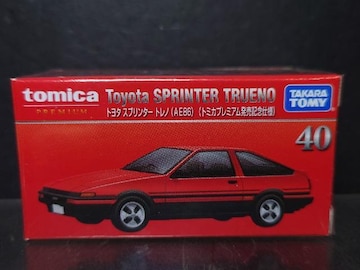 tomica
PREMIUM
Toyota SPRINTER TRUENO
トヨタ スプリンター トレノ (AE86) (トミカプレミアム発売記念仕様)
TAKARA
TOMY
40